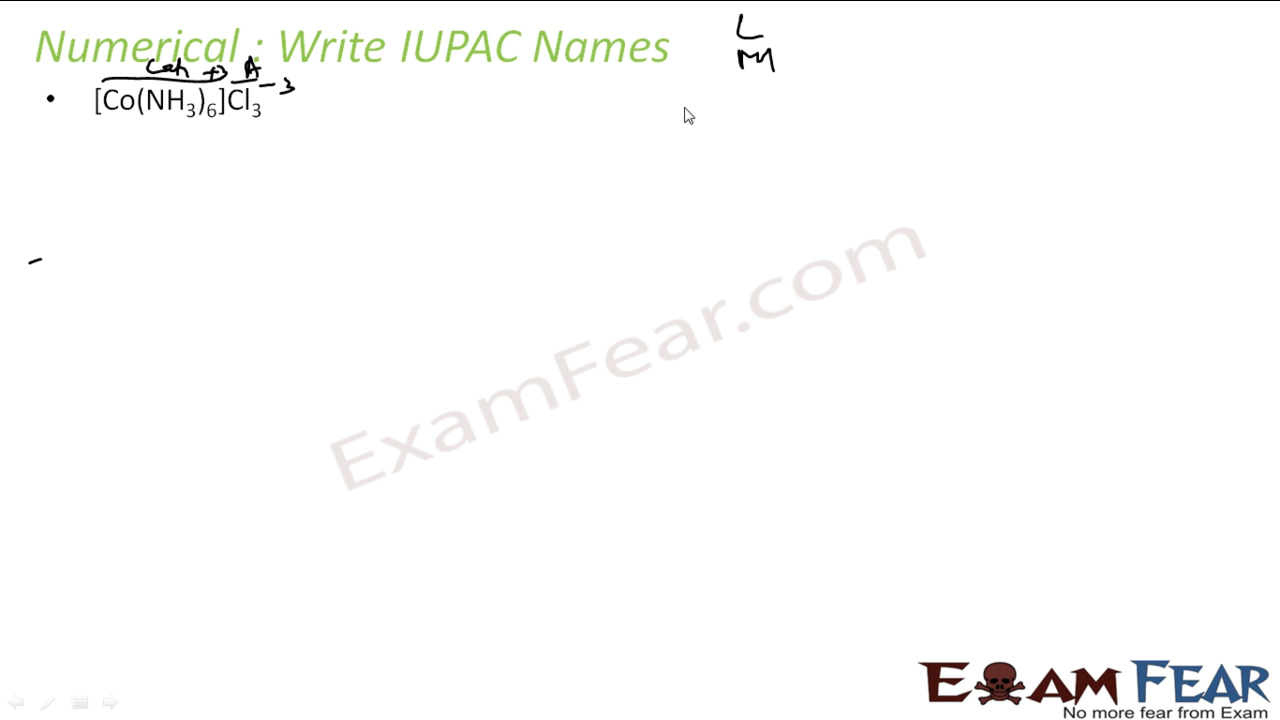 Numerical : Write IUPAC Names
L
M
+3 A
-3
• [Co(NH₃)₆]Cl₃
ExamFear.com
EXAM FEAR
No more fear from Exam